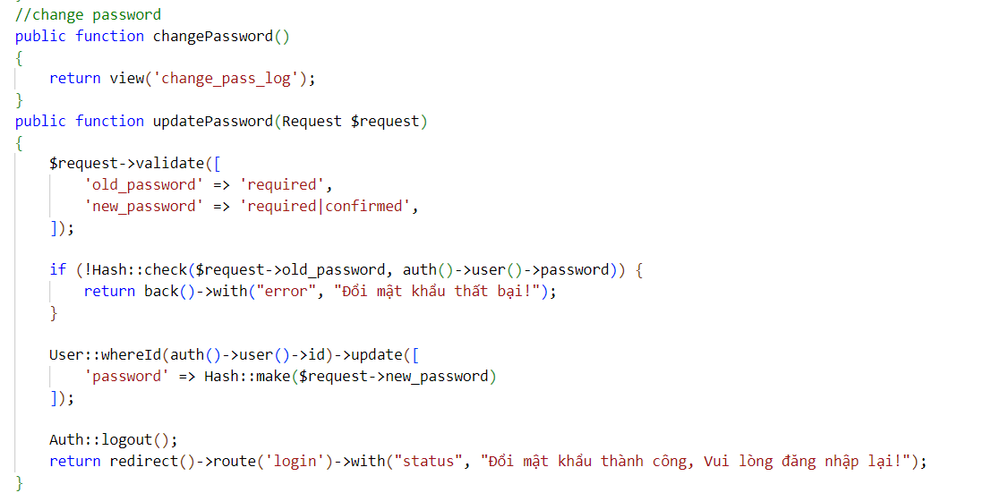 //change password
public function changePassword()
{
    return view('change_pass_log');
}
public function updatePassword(Request $request)
{
    $request->validate([
        'old_password' => 'required',
        'new_password' => 'required|confirmed',
    ]);

    if (!Hash::check($request->old_password, auth()->user()->password)) {
        return back()->with("error", "Đổi mật khẩu thất bại!");
    }

    User::whereId(auth()->user()->id)->update([
        'password' => Hash::make($request->new_password)
    ]);

    Auth::logout();
    return redirect()->route('login')->with("status", "Đổi mật khẩu thành công, Vui lòng đăng nhập lại!");
}